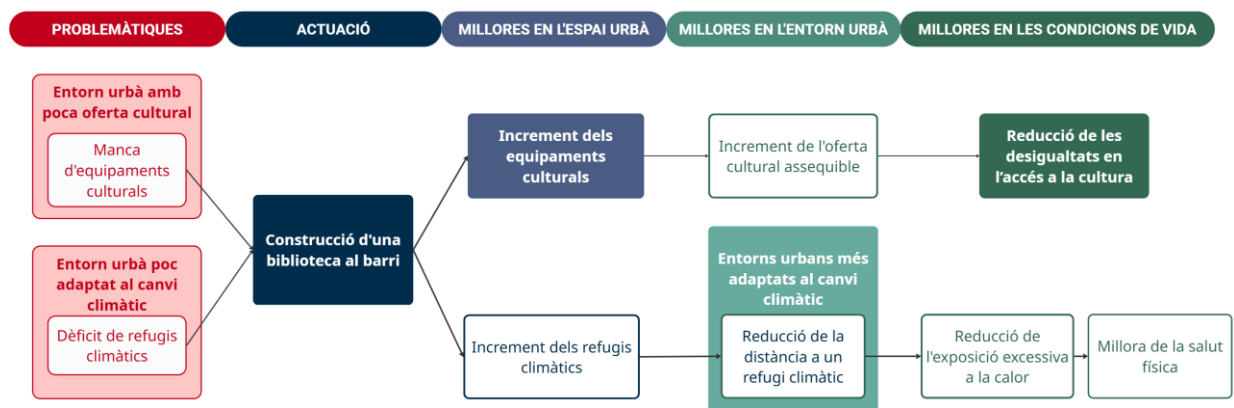 PROBLEMÀTIQUES
ACTUACIÓ
MILLORES EN L'ESPAI URBÀ
MILLORES EN L'ENTORN URBÀ
MILLORES EN LES CONDICIONS DE VIDA
Entorn urbà amb
poca oferta cultural
Manca
d'equipaments
culturals
Entorn urbà poc
adaptat al canvi
climàtic
Dèficit de refugis
climàtics
Construcció d'una
biblioteca al barri
Increment dels
equipaments
culturals
Increment de l'oferta
cultural assequible
Reducció de les
desigualtats en
l’accés a la cultura
Increment dels refugis
climàtics
Entorns urbans més
adaptats al canvi
climàtic
Reducció de la
distància a un
refugi climàtic
Reducció de
l'exposició excessiva
a la calor
Millora de la salut
física